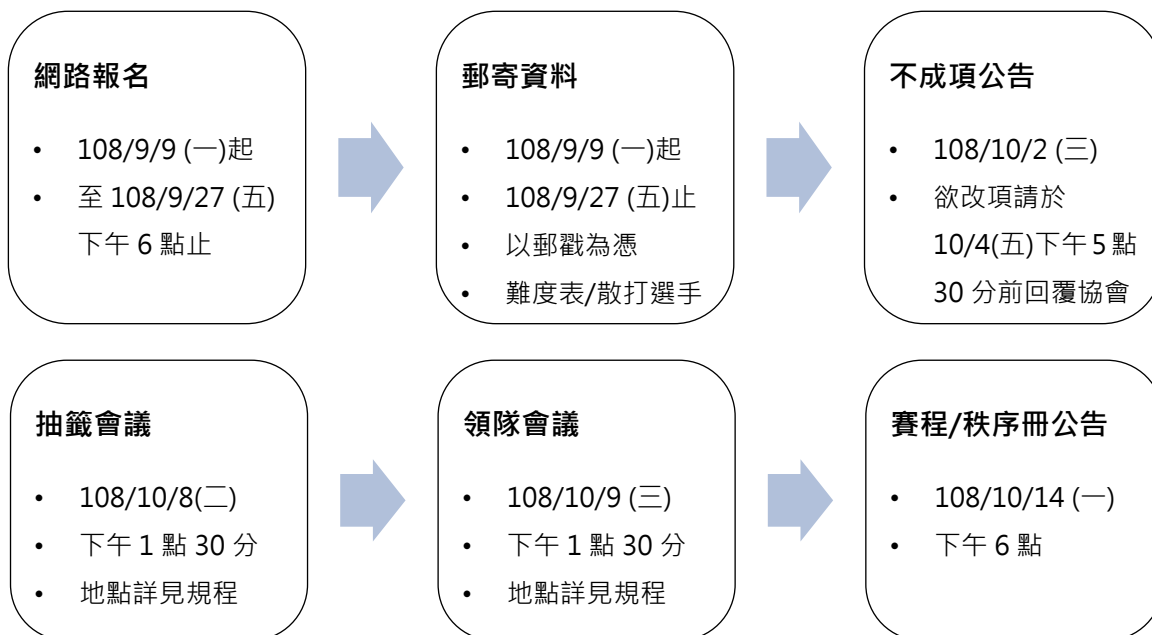 網路報名
• 108/9/9 (一)起
• 至 108/9/27 (五)
下午 6 點止
郵寄資料
• 108/9/9 (一)起
• 108/9/27 (五)止
• 以郵戳為憑
• 難度表/散打選手
不成項公告
• 108/10/2 (三)
• 欲改項請於
10/4(五)下午 5 點
30 分前回覆協會
抽籤會議
• 108/10/8(二)
• 下午 1 點 30 分
• 地點詳見規程
領隊會議
• 108/10/9 (三)
• 下午 1 點 30 分
• 地點詳見規程
賽程/秩序冊公告
• 108/10/14 (一)
• 下午 6 點